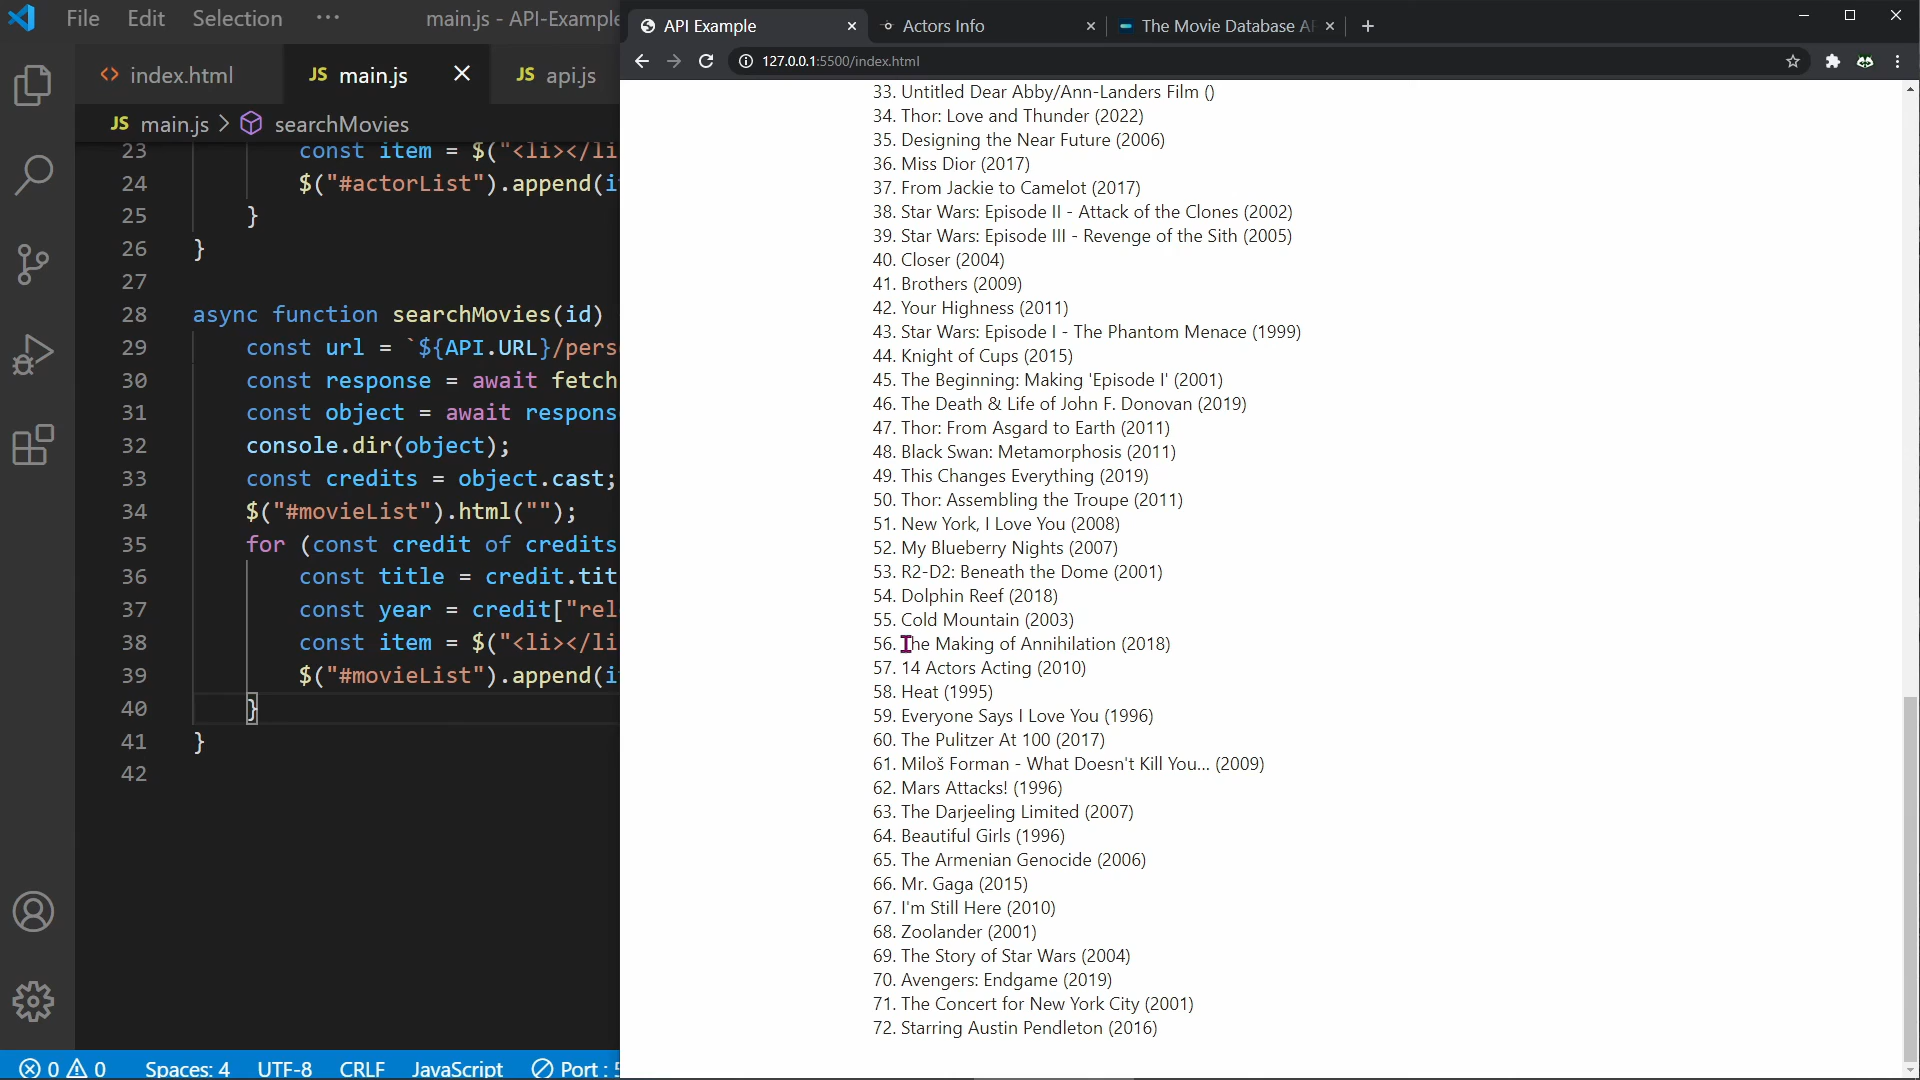 File Edit Selection ··· main.js - API-Example
index.html JS main.js JS api.js
JS main.js > searchMovies
23 const item = $("<li></li
24 $("#actorList").append(i
25 }
26 }
27
28 async function searchMovies(id)
29 const url = `${API.URL}/pers
30 const response = await fetch
31 const object = await respons
32 console.dir(object);
33 const credits = object.cast;
34 $("#movieList").html("");
35 for (const credit of credits
36 const title = credit.tit
37 const year = credit["rel
38 const item = $("<li></li
39 $("#movieList").append(i
40 }
41 }
42
0 0 Spaces: 4 UTF-8 CRLF JavaScript Port : 5
API Example Actors Info The Movie Database AP
127.0.0.1:5500/index.html
33. Untitled Dear Abby/Ann-Landers Film ()
34. Thor: Love and Thunder (2022)
35. Designing the Near Future (2006)
36. Miss Dior (2017)
37. From Jackie to Camelot (2017)
38. Star Wars: Episode II - Attack of the Clones (2002)
39. Star Wars: Episode III - Revenge of the Sith (2005)
40. Closer (2004)
41. Brothers (2009)
42. Your Highness (2011)
43. Star Wars: Episode I - The Phantom Menace (1999)
44. Knight of Cups (2015)
45. The Beginning: Making 'Episode I' (2001)
46. The Death & Life of John F. Donovan (2019)
47. Thor: From Asgard to Earth (2011)
48. Black Swan: Metamorphosis (2011)
49. This Changes Everything (2019)
50. Thor: Assembling the Troupe (2011)
51. New York, I Love You (2008)
52. My Blueberry Nights (2007)
53. R2-D2: Beneath the Dome (2001)
54. Dolphin Reef (2018)
55. Cold Mountain (2003)
56. The Making of Annihilation (2018)
57. 14 Actors Acting (2010)
58. Heat (1995)
59. Everyone Says I Love You (1996)
60. The Pulitzer At 100 (2017)
61. Miloš Forman - What Doesn't Kill You... (2009)
62. Mars Attacks! (1996)
63. The Darjeeling Limited (2007)
64. Beautiful Girls (1996)
65. The Armenian Genocide (2006)
66. Mr. Gaga (2015)
67. I'm Still Here (2010)
68. Zoolander (2001)
69. The Story of Star Wars (2004)
70. Avengers: Endgame (2019)
71. The Concert for New York City (2001)
72. Starring Austin Pendleton (2016)